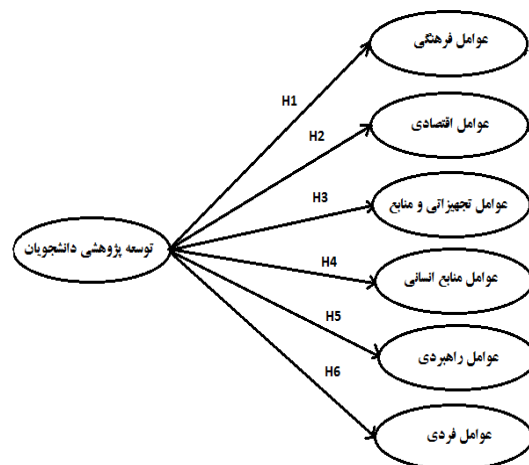 عوامل فرهنگی
H1
عوامل اقتصادی
H2
عوامل تجهیزاتی و منابع
H3
توسعه پژوهشی دانشجویان
H4
عوامل منابع انسانی
H5
عوامل راهبردی
H6
عوامل فردی